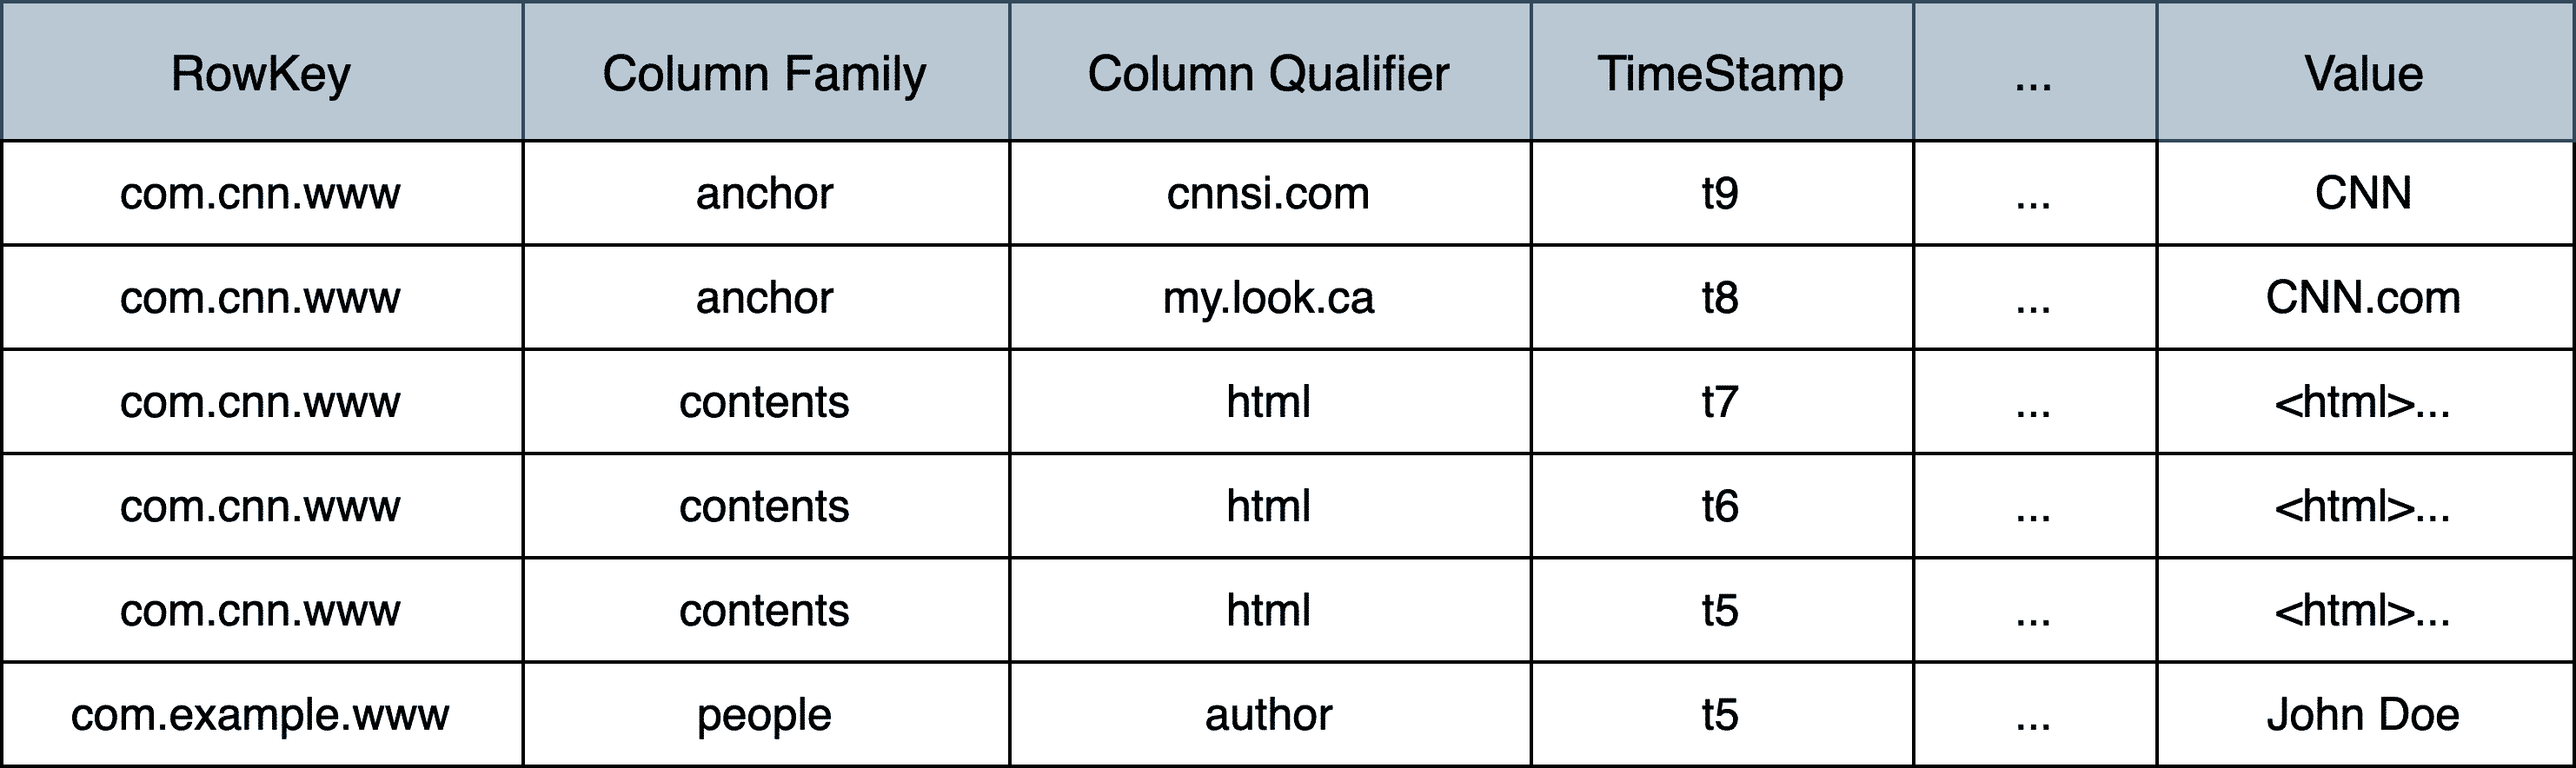 RowKey Column Family Column Qualifier TimeStamp ... Value
com.cnn.www anchor cnnsi.com t9 ... CNN
com.cnn.www anchor my.look.ca t8 ... CNN.com
com.cnn.www contents html t7 ... <html>...
com.cnn.www contents html t6 ... <html>...
com.cnn.www contents html t5 ... <html>...
com.example.www people author t5 ... John Doe